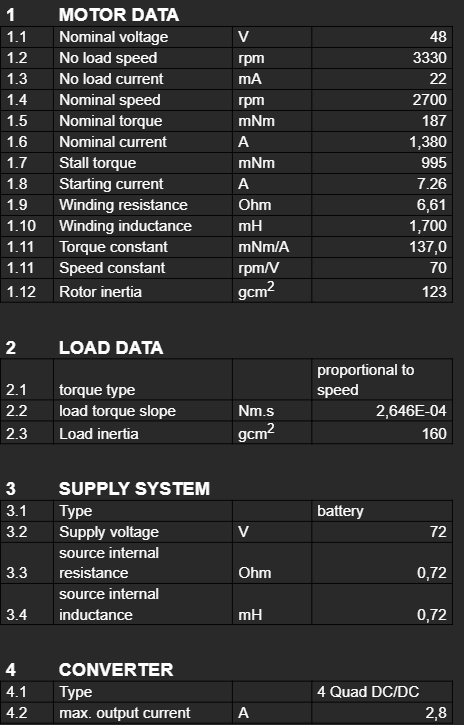 1 MOTOR DATA
1.1 Nominal voltage V 48
1.2 No load speed rpm 3330
1.3 No load current mA 22
1.4 Nominal speed rpm 2700
1.5 Nominal torque mNm 187
1.6 Nominal current A 1,380
1.7 Stall torque mNm 995
1.8 Starting current A 7.26
1.9 Winding resistance Ohm 6,61
1.10 Winding inductance mH 1,700
1.11 Torque constant mNm/A 137,0
1.11 Speed constant rpm/V 70
1.12 Rotor inertia gcm2 123
2 LOAD DATA
proportional to
2.1 torque type speed
2.2 load torque slope Nm.s 2,646E-04
2.3 Load inertia gcm2 160
3 SUPPLY SYSTEM
3.1 Type battery
3.2 Supply voltage V 72
source internal
3.3 resistance Ohm 0,72
source internal
3.4 inductance mH 0,72
4 CONVERTER
4.1 Type 4 Quad DC/DC
4.2 max. output current A 2,8